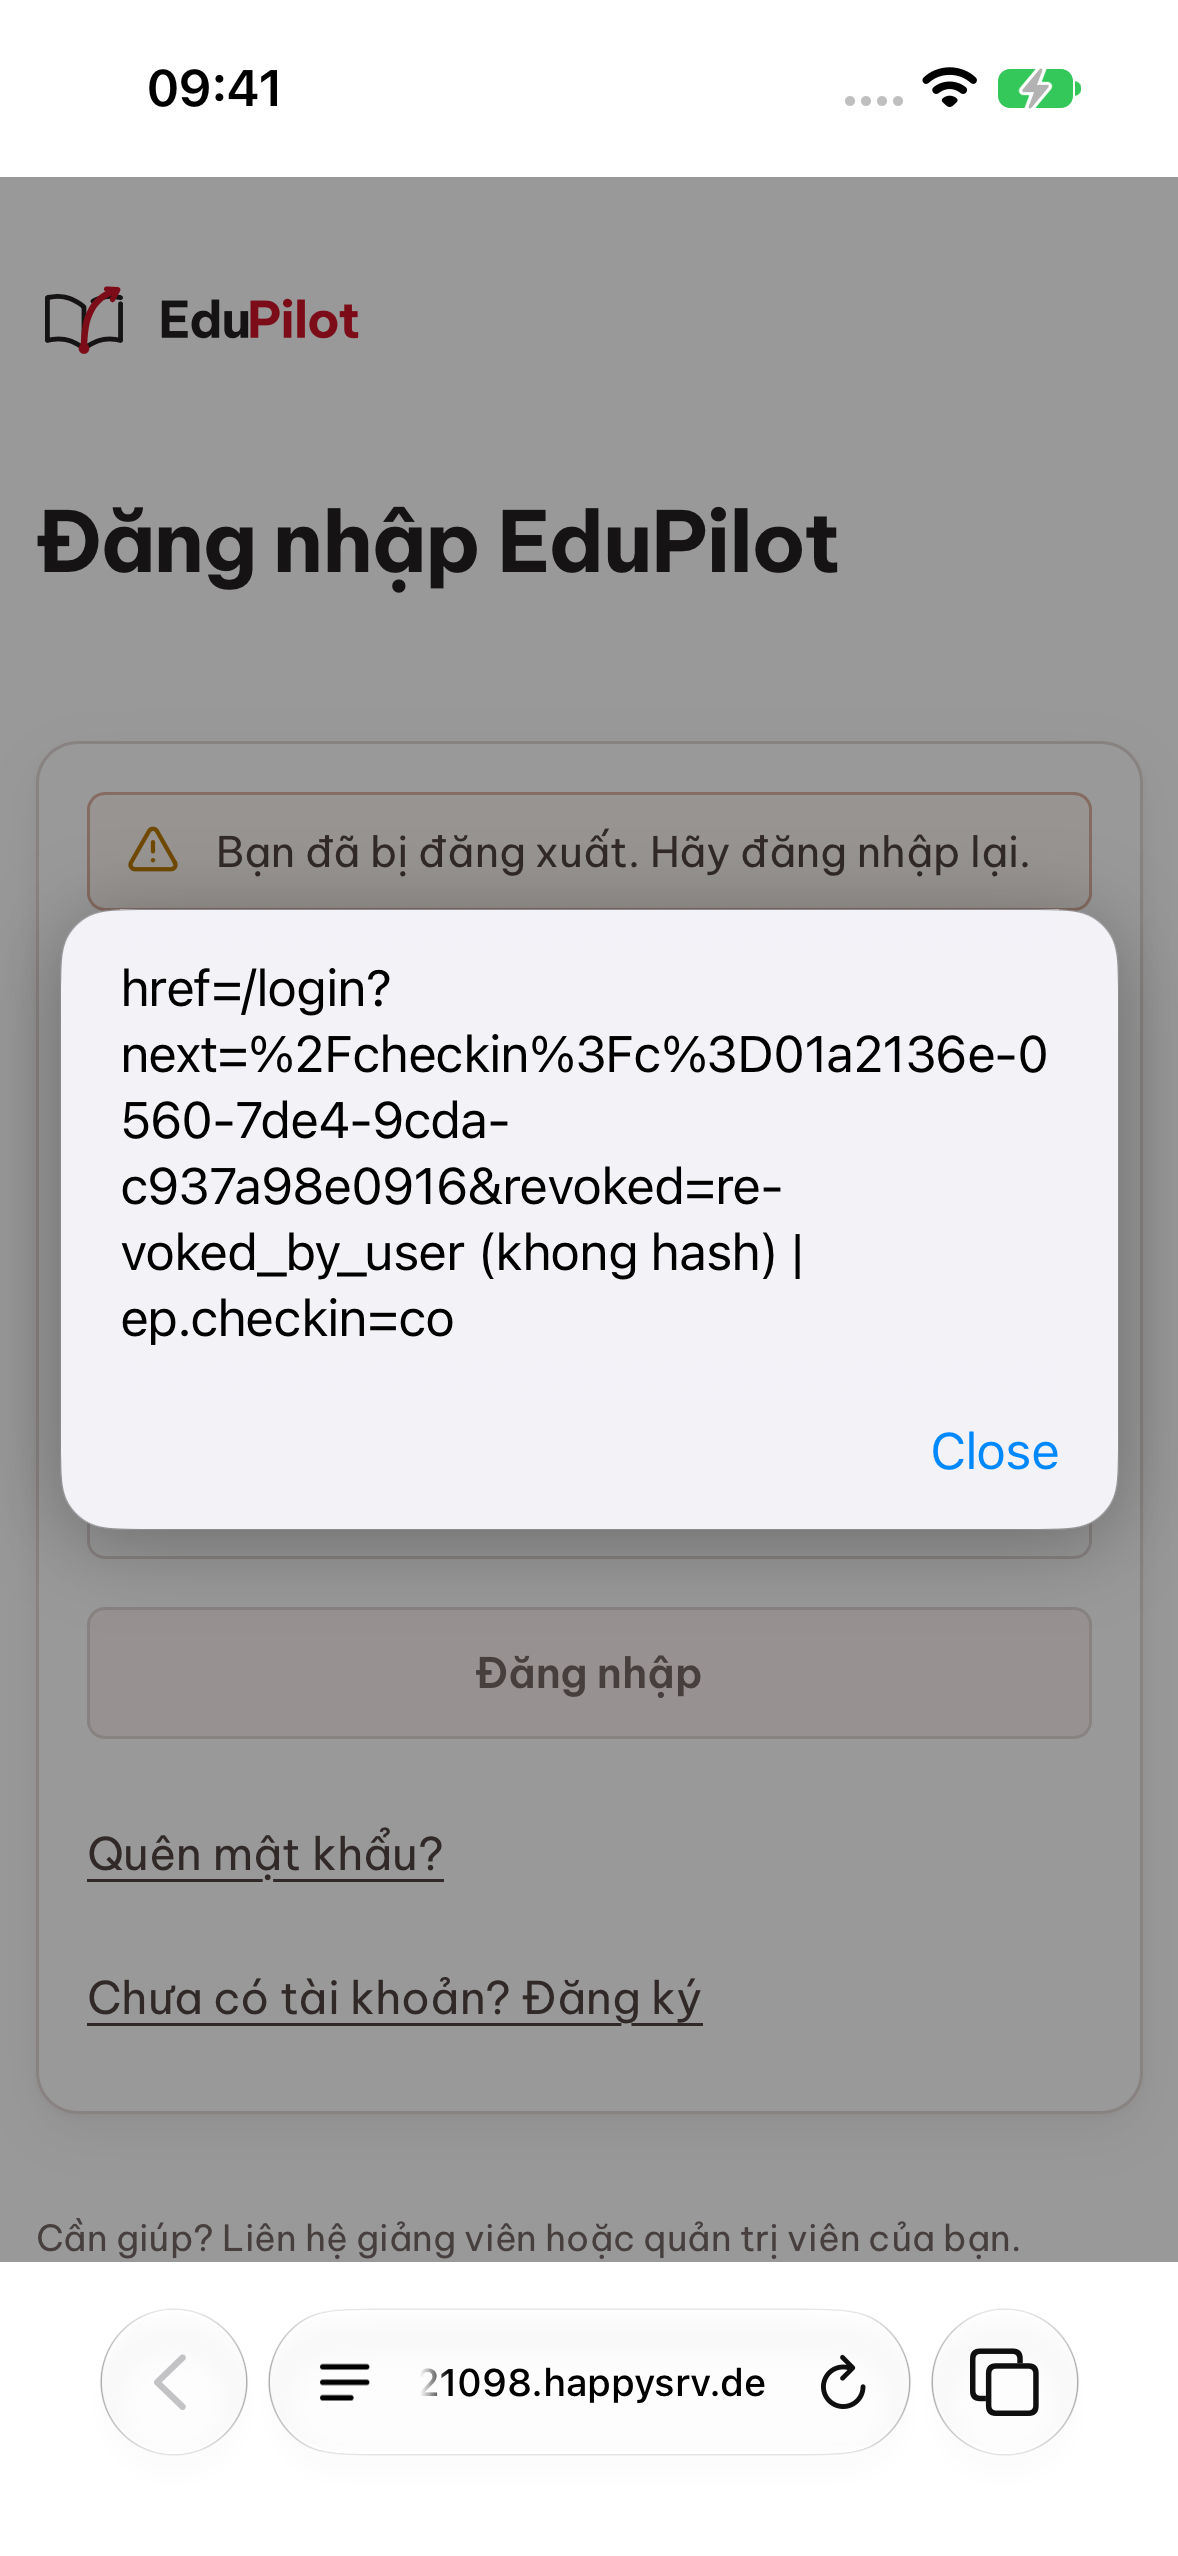 09:41
EduPilot
Đăng nhập EduPilot
Bạn đã bị đăng xuất. Hãy đăng nhập lại.
href=/login?
next=%2Fcheckin%3Fc%3D01a2136e-0
560-7de4-9cda-
c937a98e0916&revoked=re-
voked_by_user (khong hash) |
ep.checkin=co
Close
Đăng nhập
Quên mật khẩu?
Chưa có tài khoản? Đăng ký
Cần giúp? Liên hệ giảng viên hoặc quản trị viên của bạn.
21098.happysrv.de